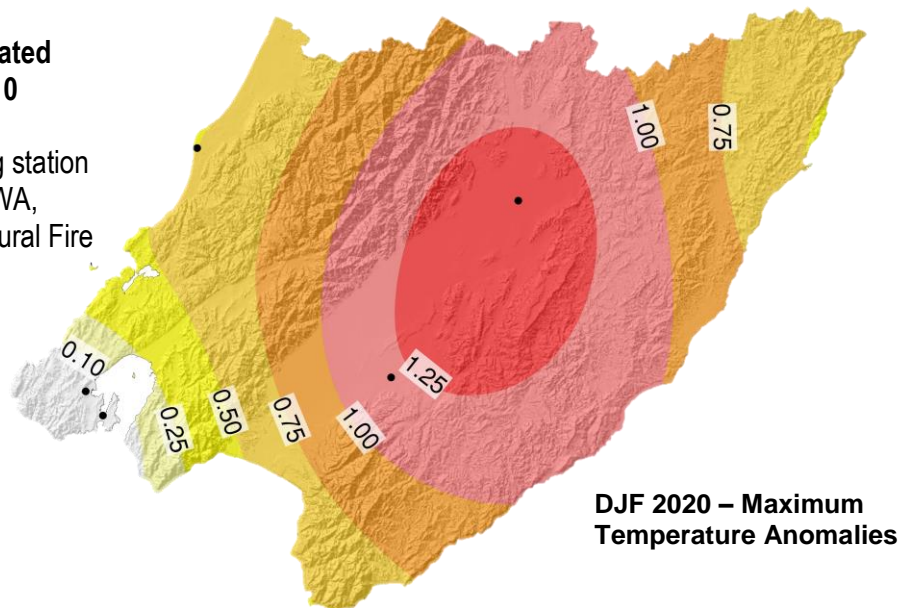 ated
0
g station
WA,
ural Fire
1.00
0.75
0.10
0.25
0.50
0.75
1.00
1.25
DJF 2020 – Maximum
Temperature Anomalies